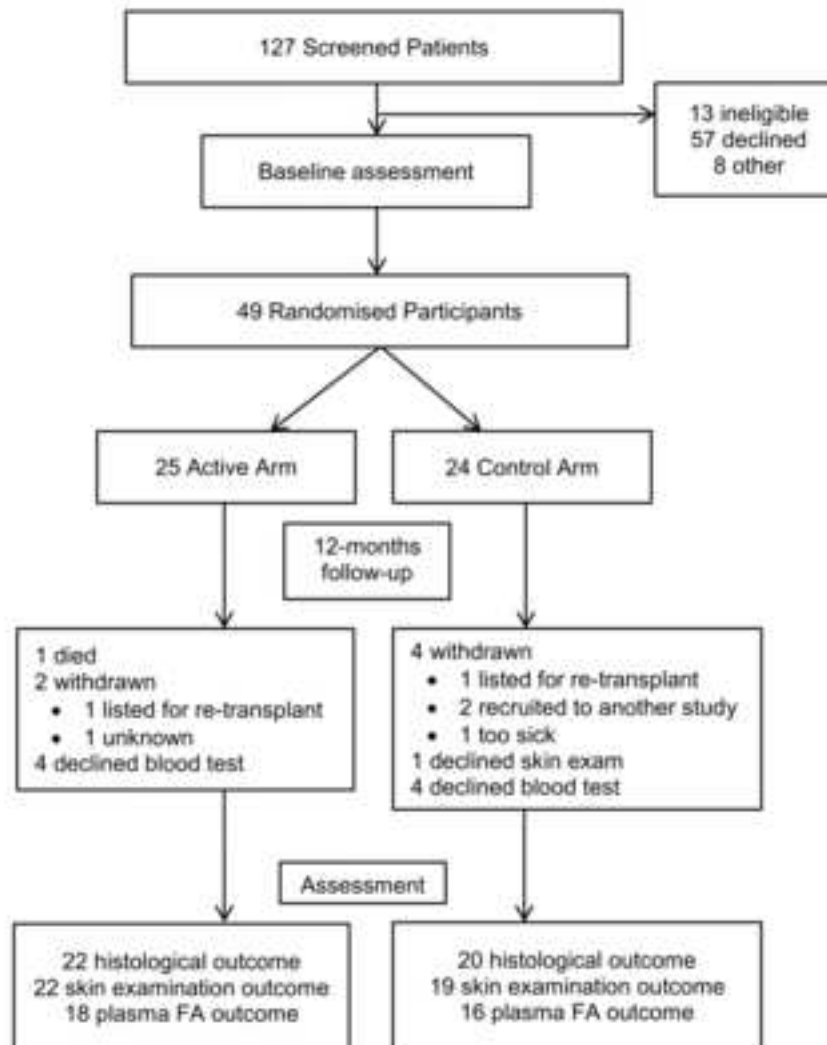 127 Screened Patients
13 ineligible
57 declined
8 other
Baseline assessment
49 Randomised Participants
25 Active Arm
24 Control Arm
12-months
follow-up
1 died
2 withdrawn
• 1 listed for re-transplant
• 1 unknown
4 declined blood test
4 withdrawn
• 1 listed for re-transplant
• 2 recruited to another study
• 1 too sick
1 declined skin exam
4 declined blood test
Assessment
22 histological outcome
22 skin examination outcome
18 plasma FA outcome
20 histological outcome
19 skin examination outcome
16 plasma FA outcome